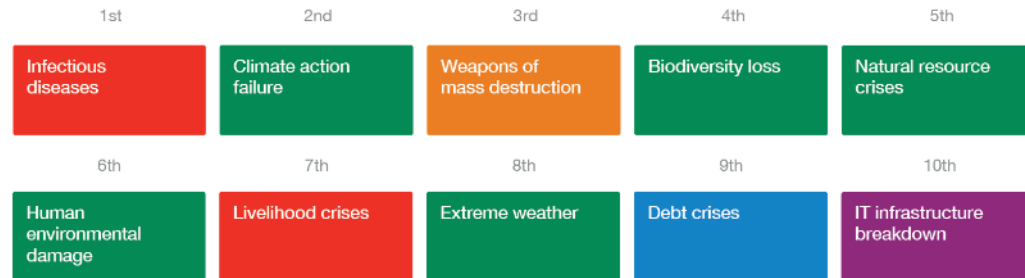 1st
2nd
3rd
4th
5th
Infectious
diseases
Climate action
failure
Weapons of
mass destruction
Biodiversity loss
Natural resource
crises
6th
7th
8th
9th
10th
Human
environmental
damage
Livelihood crises
Extreme weather
Debt crises
IT infrastructure
breakdown